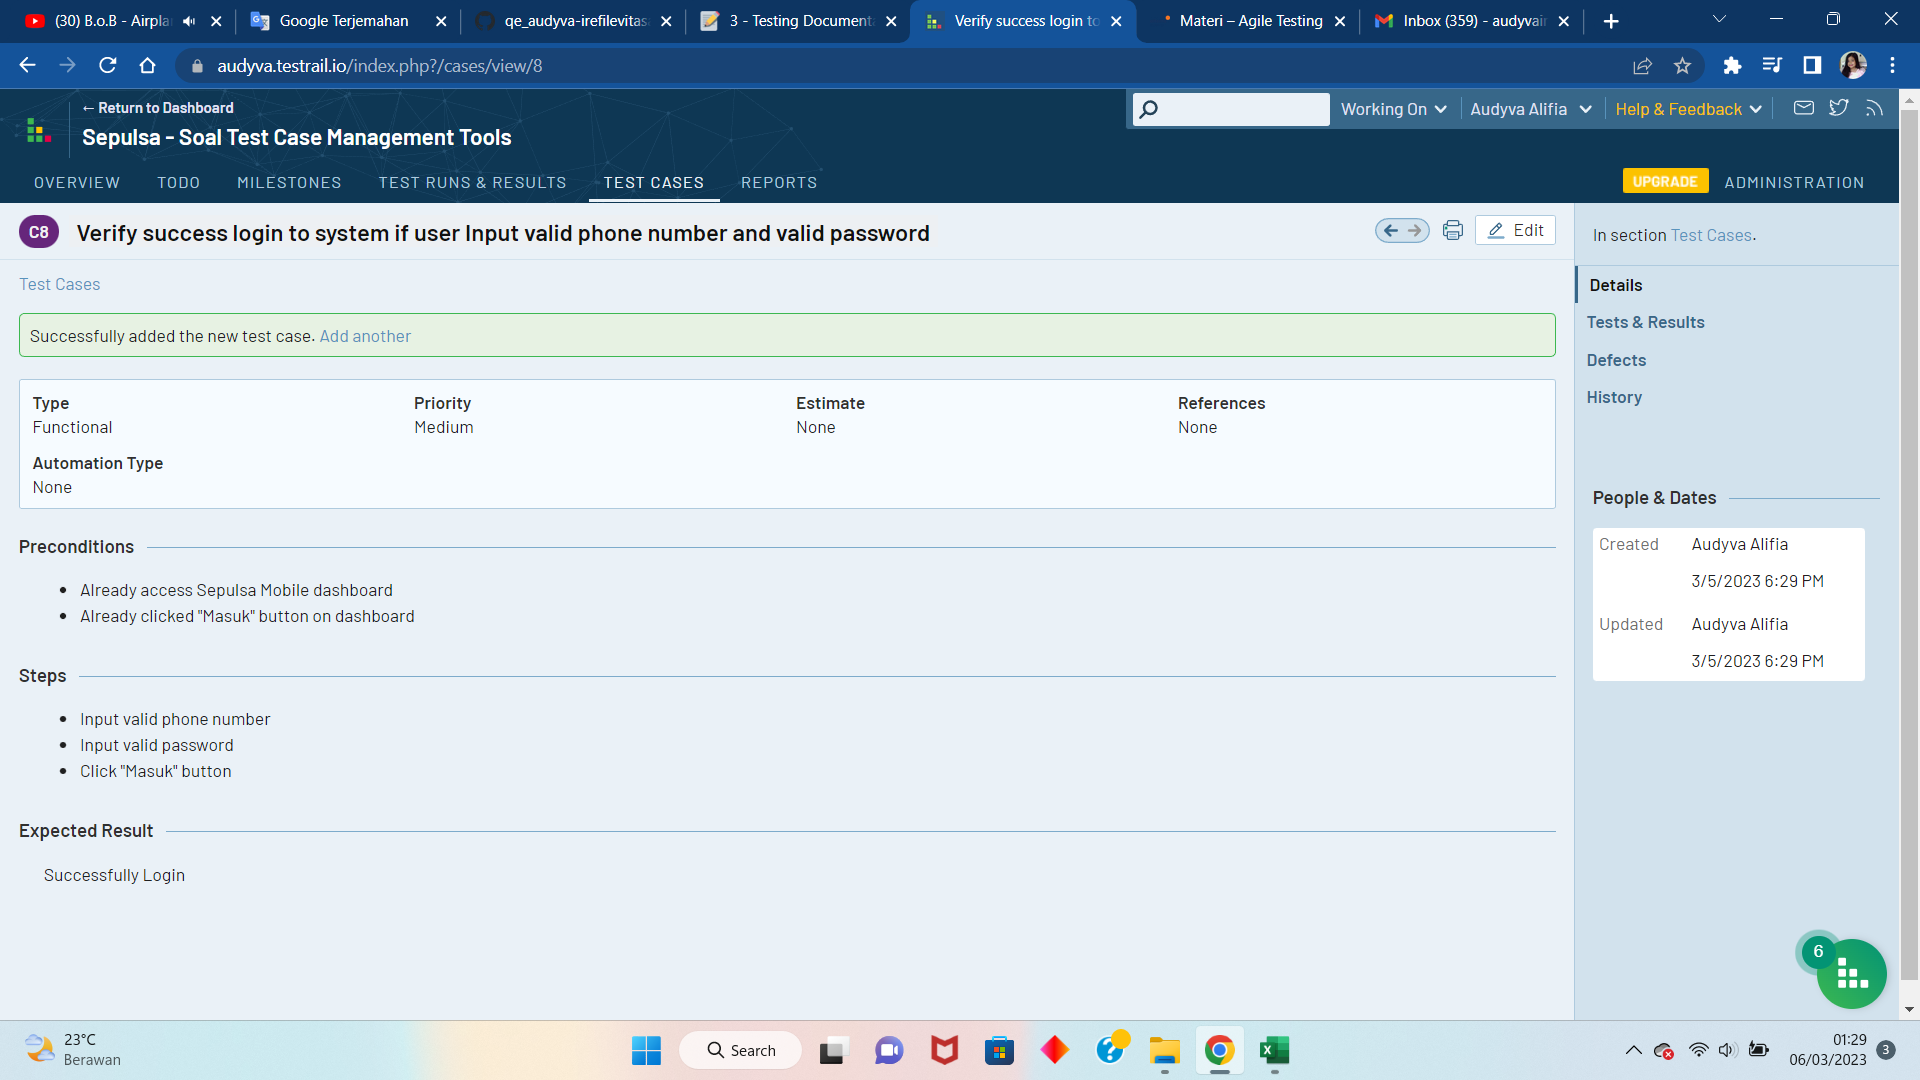 (30) B.o.B - Airpla
Google Terjemahan
qe_audyva-irefilevitas
3 - Testing Documenta
Verify success login to
Materi – Agile Testing
Inbox (359) - audyvair
audyva.testrail.io/index.php?/cases/view/8
← Return to Dashboard
Sepulsa - Soal Test Case Management Tools
Working On
Audyva Alifia
Help & Feedback
OVERVIEW
TODO
MILESTONES
TEST RUNS & RESULTS
TEST CASES
REPORTS
UPGRADE
ADMINISTRATION
C8
Verify success login to system if user Input valid phone number and valid password
Edit
In section Test Cases.
Test Cases
Details
Tests & Results
Defects
History
Successfully added the new test case. Add another
Type
Functional
Priority
Medium
Estimate
None
References
None
Automation Type
None
People & Dates
Created
Audyva Alifia
3/5/2023 6:29 PM
Updated
Audyva Alifia
3/5/2023 6:29 PM
Preconditions
• Already access Sepulsa Mobile dashboard
• Already clicked "Masuk" button on dashboard
Steps
• Input valid phone number
• Input valid password
• Click "Masuk" button
Expected Result
Successfully Login
6
23°C
Berawan
Search
01:29
06/03/2023
3